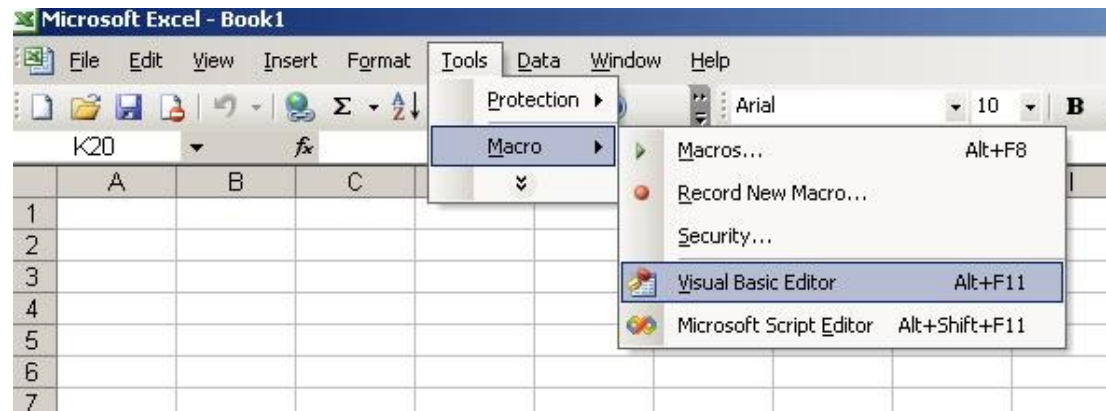 Microsoft Excel - Book1
File Edit View Insert Format Tools Data Window Help
Σ Protection Arial 10 B
K20 fx Macro Macros... Alt+F8
A B C I
1 Record New Macro...
2 Security...
3 Visual Basic Editor Alt+F11
4
5 Microsoft Script Editor Alt+Shift+F11
6
7